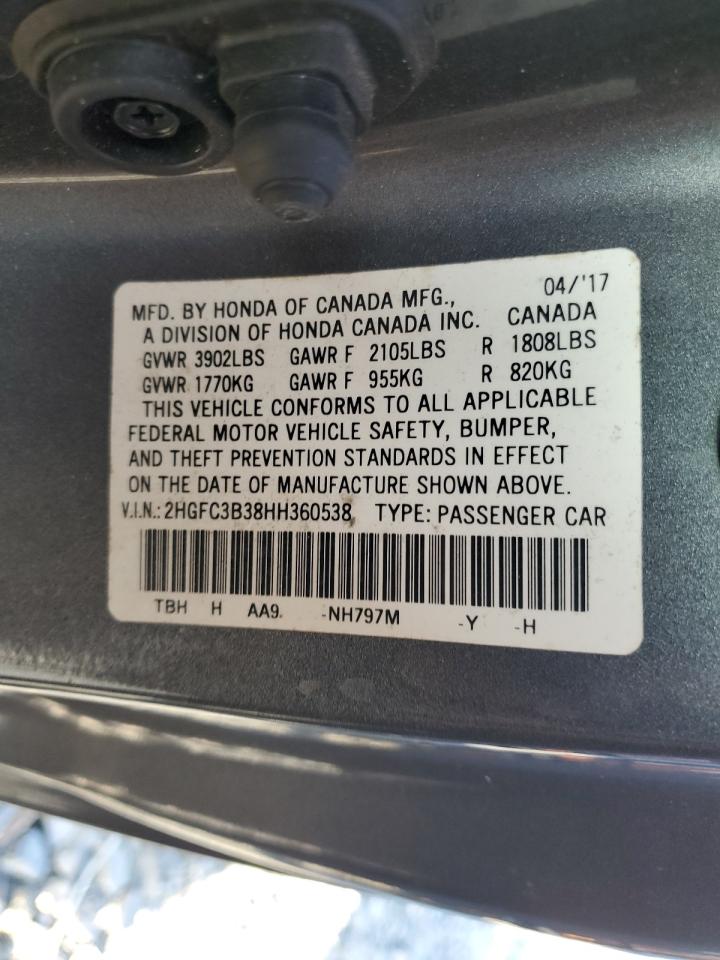 04/'17
MFD. BY HONDA OF CANADA MFG.,
A DIVISION OF HONDA CANADA INC. CANADA
GVWR 3902LBS GAWR F 2105LBS R 1808LBS
GVWR 1770KG GAWR F 955KG R 820KG
THIS VEHICLE CONFORMS TO ALL APPLICABLE
FEDERAL MOTOR VEHICLE SAFETY, BUMPER,
AND THEFT PREVENTION STANDARDS IN EFFECT
ON THE DATE OF MANUFACTURE SHOWN ABOVE.
V.I.N.: 2HGFC3B38HH360538 TYPE: PASSENGER CAR
TBH H AA9. -NH797M -Y -H